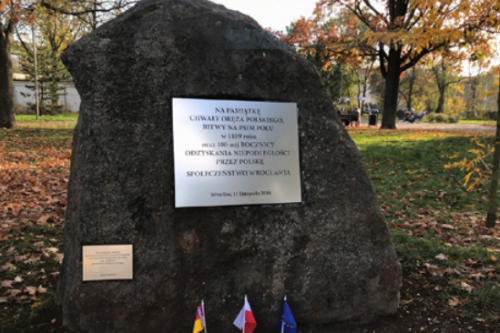 NA PAMIĄTKĘ
CHWAŁY ORĘŻA POLSKIEGO,
BITWY NA PSIM POLU
w 1109 roku
oraz 100-nej ROCZNICY
ODZYSKANIA NIEPODLEGŁOŚCI
PRZEZ POLSKĘ
SPOŁECZEŃSTWO WROCŁAWIA
Wrocław, 11 listopada 2018